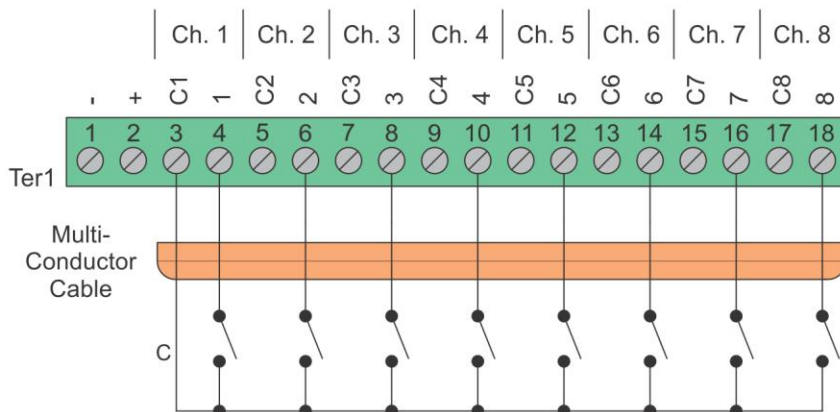 Ch. 1 Ch. 2 Ch. 3 Ch. 4 Ch. 5 Ch. 6 Ch. 7 Ch. 8
- + C1 1 C2 2 C3 3 C4 4 C5 5 C6 6 C7 7 C8 8
1 2 3 4 5 6 7 8 9 10 11 12 13 14 15 16 17 18
Ter1
Multi-
Conductor
Cable
C